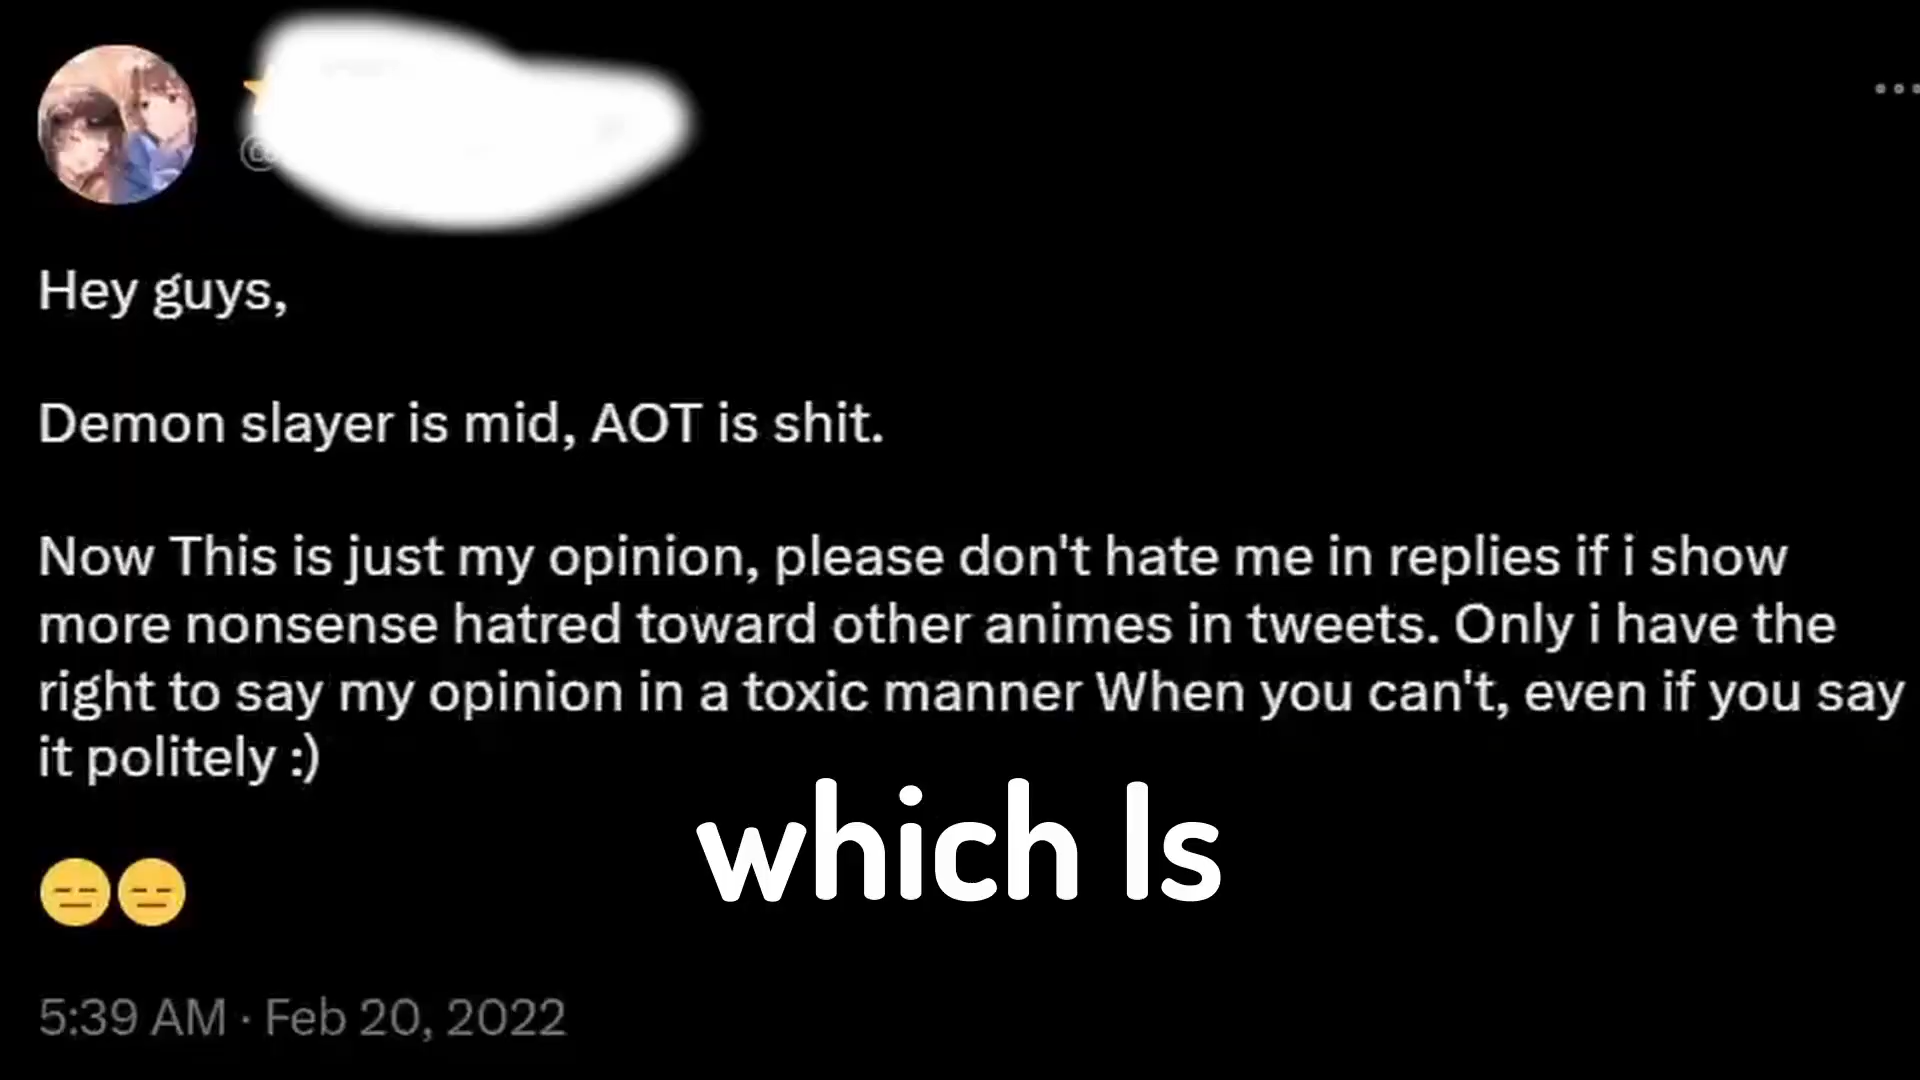 Hey guys,
Demon slayer is mid, AOT is shit.
Now This is just my opinion, please don't hate me in replies if i show
more nonsense hatred toward other animes in tweets. Only i have the
right to say my opinion in a toxic manner When you can't, even if you say
it politely :)
which Is
😑😑
5:39 AM · Feb 20, 2022